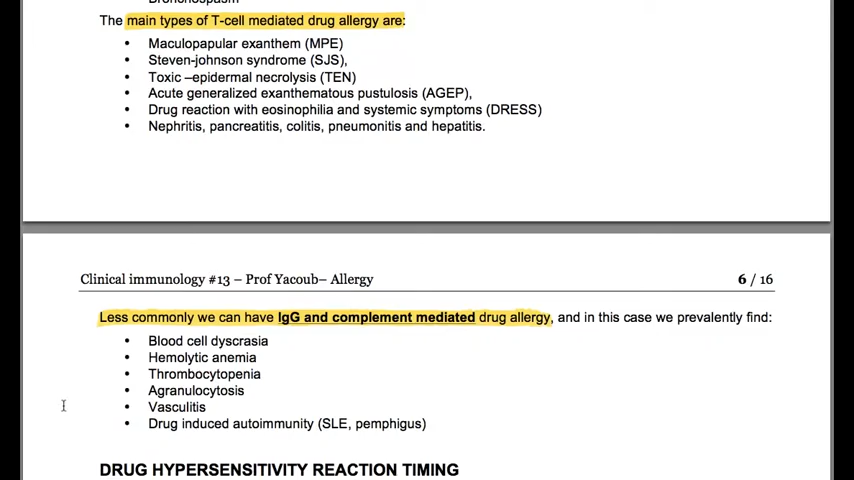 Bronchospasm
The main types of T-cell mediated drug allergy are:
• Maculopapular exanthem (MPE)
• Steven-johnson syndrome (SJS),
• Toxic –epidermal necrolysis (TEN)
• Acute generalized exanthematous pustulosis (AGEP),
• Drug reaction with eosinophilia and systemic symptoms (DRESS)
• Nephritis, pancreatitis, colitis, pneumonitis and hepatitis.
Clinical immunology #13 – Prof Yacoub– Allergy 6 / 16
Less commonly we can have IgG and complement mediated drug allergy, and in this case we prevalently find:
• Blood cell dyscrasia
• Hemolytic anemia
• Thrombocytopenia
• Agranulocytosis
• Vasculitis
• Drug induced autoimmunity (SLE, pemphigus)
DRUG HYPERSENSITIVITY REACTION TIMING